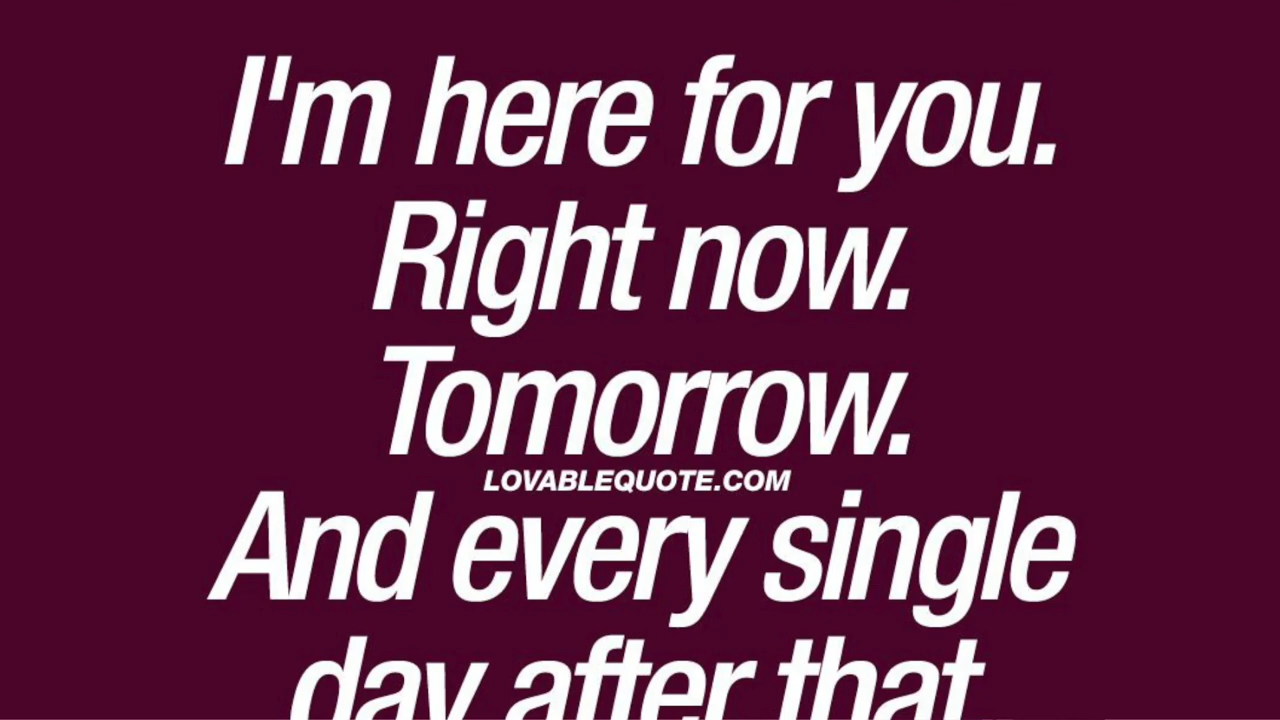 I'm here for you.
Right now.
Tomorrow.
LOVABLEQUOTE.COM
And every single
day after that.